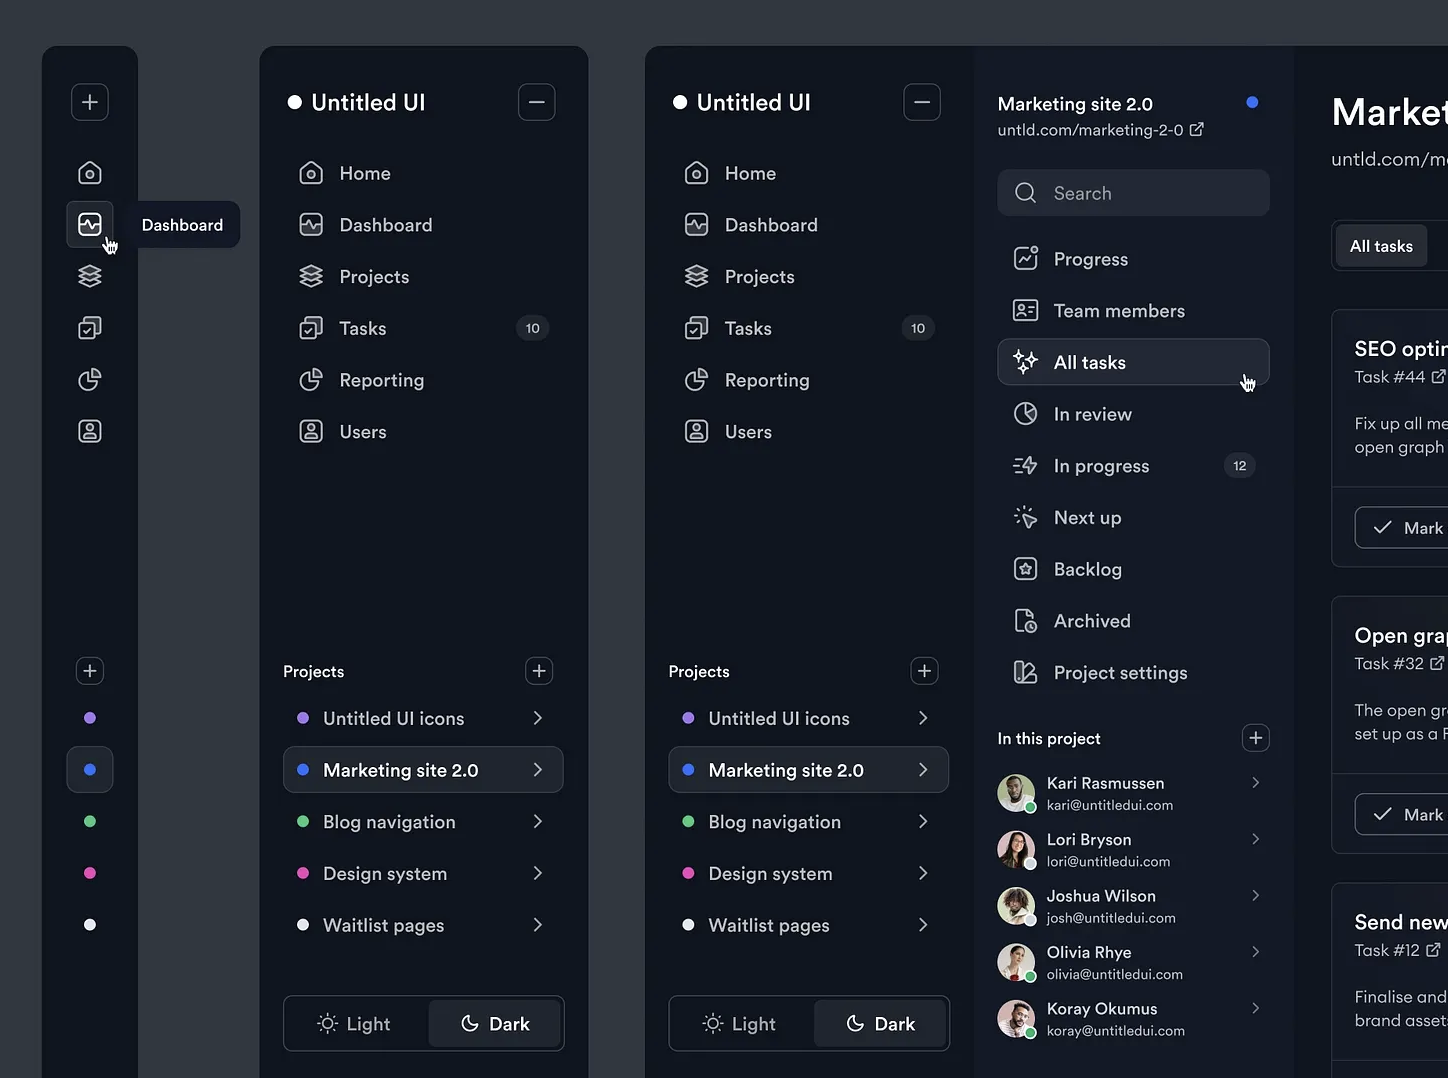 Dashboard
Untitled UI
Home
Dashboard
Projects
Tasks
10
Reporting
Users
Projects
Untitled UI icons
Marketing site 2.0
Blog navigation
Design system
Waitlist pages
Light
Dark
Untitled UI
Home
Dashboard
Projects
Tasks
10
Reporting
Users
Projects
Untitled UI icons
Marketing site 2.0
Blog navigation
Design system
Waitlist pages
Light
Dark
Marketing site 2.0
untld.com/marketing-2-0
Search
Progress
Team members
All tasks
In review
In progress
12
Next up
Backlog
Archived
Project settings
In this project
Kari Rasmussen
kari@untitledui.com
Lori Bryson
lori@untitledui.com
Joshua Wilson
josh@untitledui.com
Olivia Rhye
olivia@untitledui.com
Koray Okumus
koray@untitledui.com
Market
untld.com/m
All tasks
SEO optim
Task #44
Fix up all me
open graph
Mark
Open gra
Task #32
The open gr
set up as a F
Mark
Send new
Task #12
Finalise and
brand assets